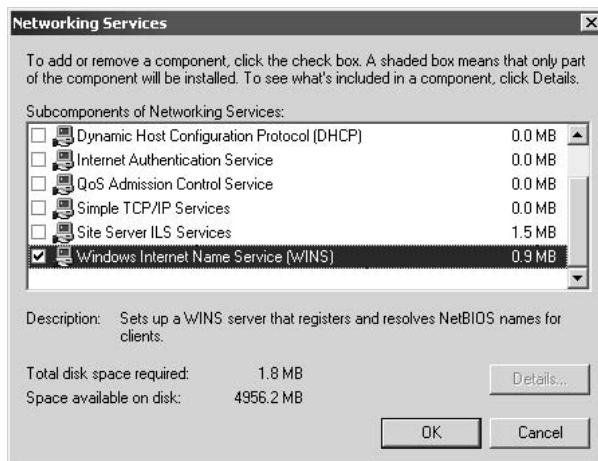 Networking Services
To add or remove a component, click the check box. A shaded box means that only part
of the component will be installed. To see what's included in a component, click Details.
Subcomponents of Networking Services:
Dynamic Host Configuration Protocol (DHCP) 0.0 MB
Internet Authentication Service 0.0 MB
QoS Admission Control Service 0.0 MB
Simple TCP/IP Services 0.0 MB
Site Server ILS Services 1.5 MB
Windows Internet Name Service (WINS) 0.9 MB
Description: Sets up a WINS server that registers and resolves NetBIOS names for
clients.
Total disk space required: 1.8 MB
Space available on disk: 4956.2 MB
Details...
OK Cancel